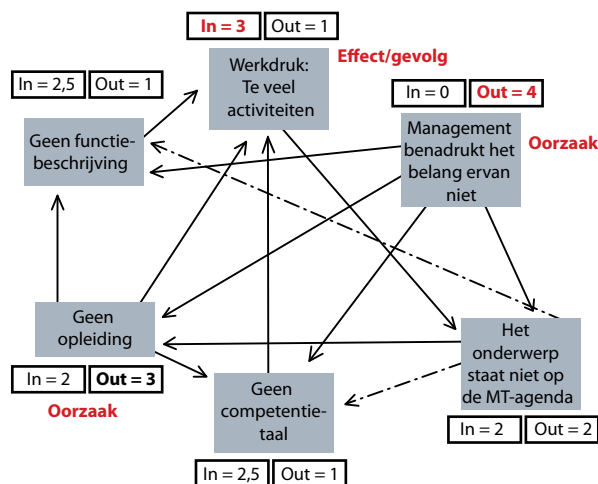 In = 3 Out = 1
Effect/gevolg
Werkdruk:
Te veel
activiteiten
In = 2,5 Out = 1
Geen functie-
beschrijving
In = 0 Out = 4
Management
benadrukt het
belang ervan
niet
Oorzaak
Geen
opleiding
In = 2 Out = 3
Oorzaak
Geen
competentie-
taal
In = 2,5 Out = 1
Het
onderwerp
staat niet op
de MT-agenda
In = 2 Out = 2